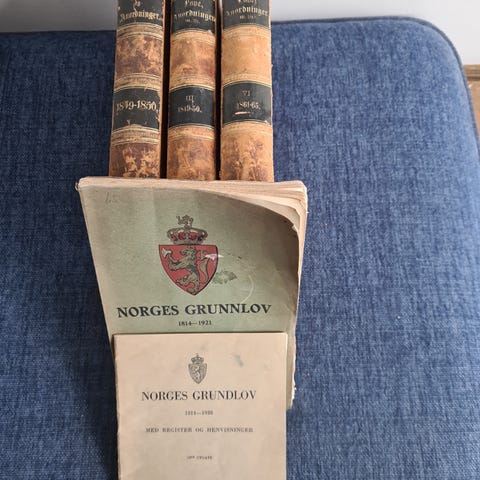 Anordninger
1849-1850.
Love,
Anordninger
III
1849-50.
Love,
Anordninger
VI
1861-65.
NORGES GRUNNLOV
1814—1921
NORGES GRUNDLOV
MED REGISTER OG HENVISNINGER